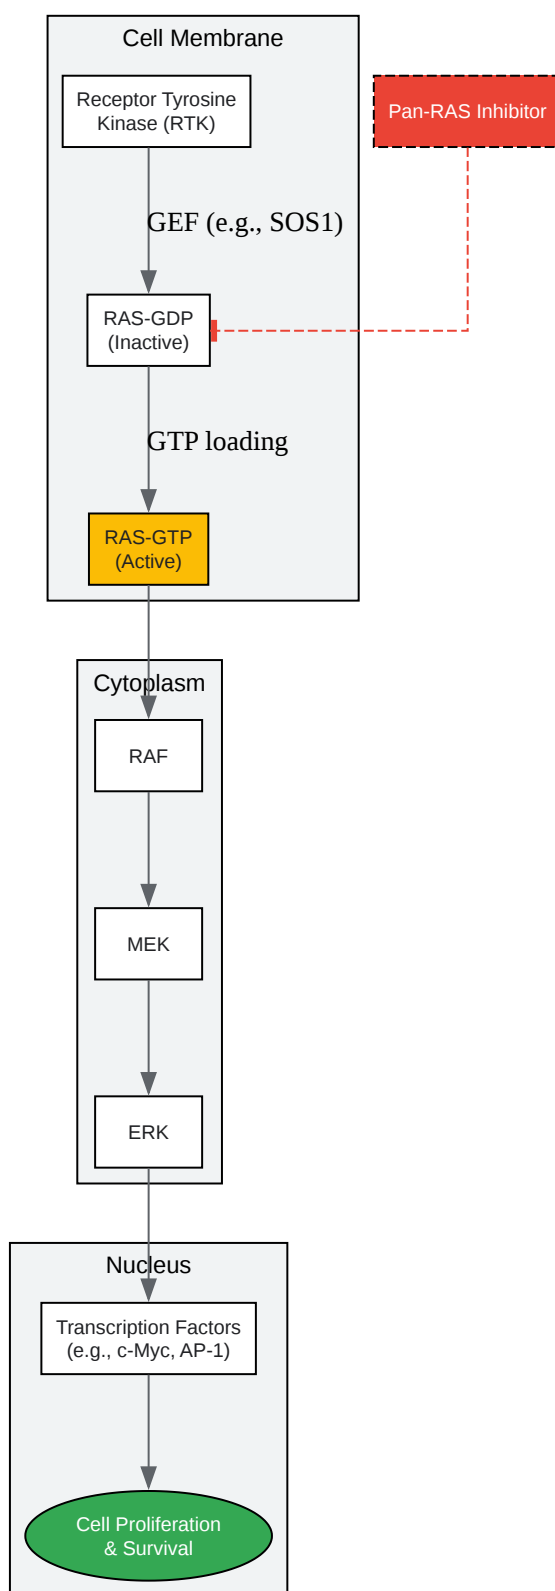 Cell Membrane
Receptor Tyrosine
Kinase (RTK)
Pan-RAS Inhibitor
GEF (e.g., SOS1)
RAS-GDP
(Inactive)
GTP loading
RAS-GTP
(Active)
Cytoplasm
RAF
MEK
ERK
Nucleus
Transcription Factors
(e.g., c-Myc, AP-1)
Cell Proliferation
& Survival